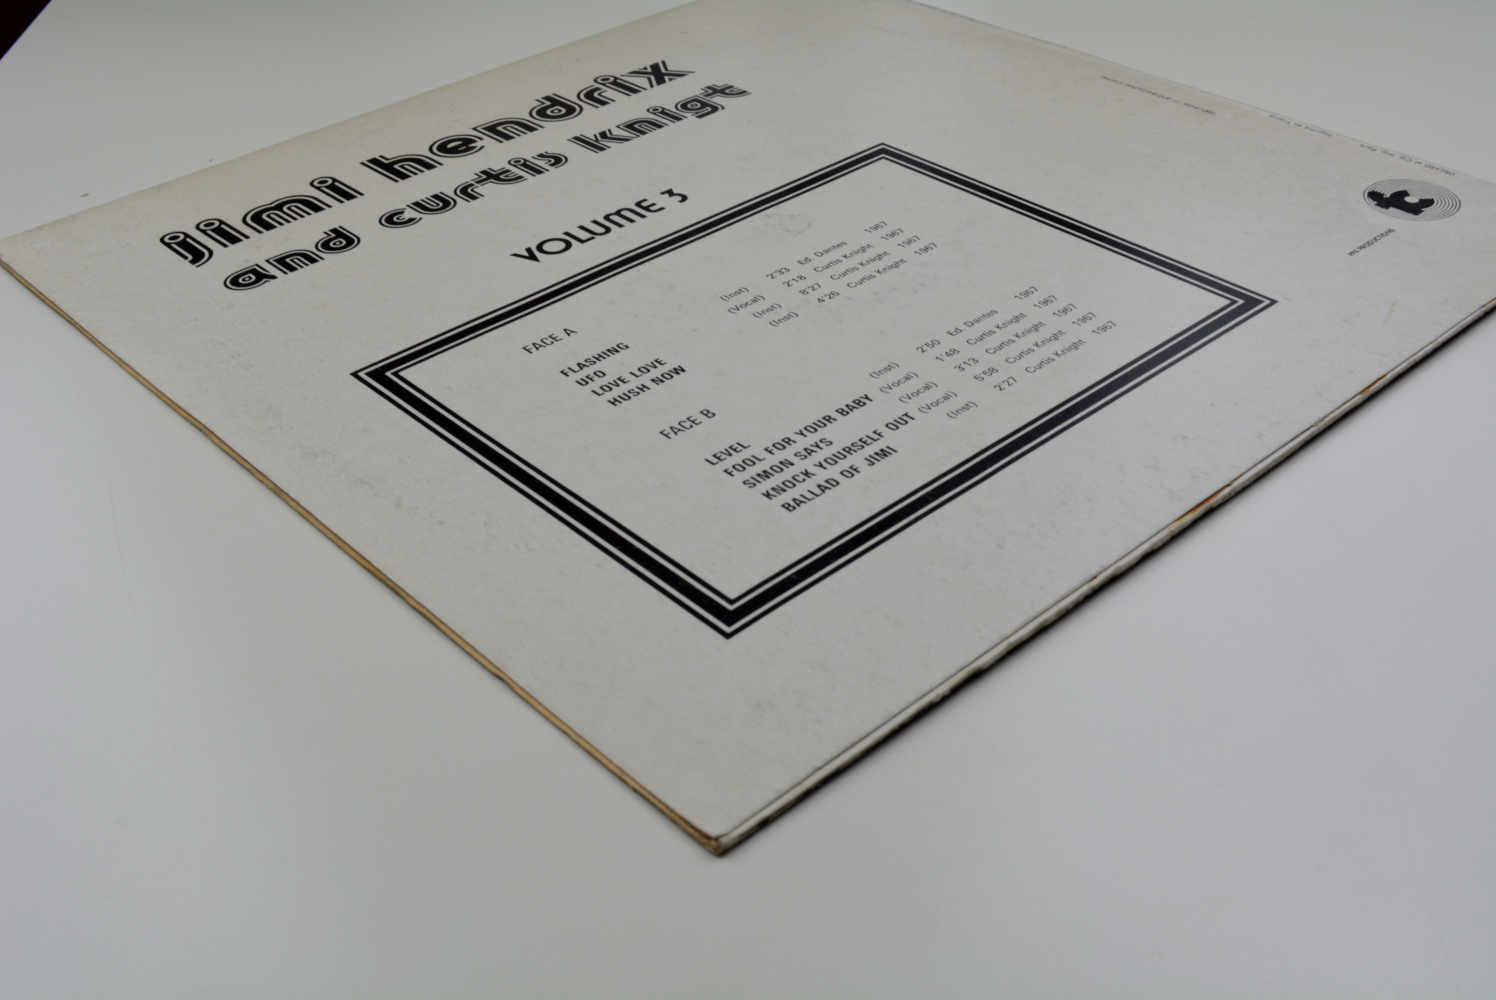 jimi hendrix
and curtis knigt
VOLUME 3
FACE A
FLASHING (Inst) 2'33 Ed. Dantes 1967
UFO (Vocal) 2'18 Curtis Knight 1967
LOVE LOVE (Inst) 8'27 Curtis Knight 1967
HUSH NOW (Inst) 4'26 Curtis Knight 1967
FACE B
LEVEL (Inst) 2'50 Ed. Dantes 1967
FOOL FOR YOUR BABY (Vocal) 1'48 Curtis Knight 1967
SIMON SAYS (Vocal) 3'13 Curtis Knight 1967
KNOCK YOURSELF OUT (Vocal) 5'58 Curtis Knight 1967
BALLAD OF JIMI (Inst) 2'27 Curtis Knight 1967